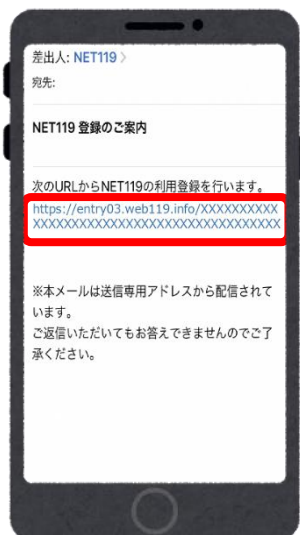 差出人: NET119 >
宛先:
NET119 登録のご案内
次のURLからNET119の利用登録を行います。
https://entry03.web119.info/XXXXXXXXXX
XXXXXXXXXXXXXXXXXXXXXXXXXXXXXXXX
※本メールは送信専用アドレスから配信されて
います。
ご返信いただいてもお答えできませんのでご了
承ください。